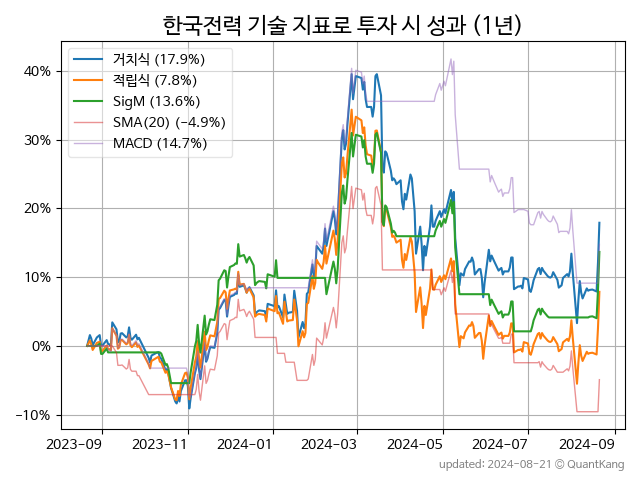 한국전력 기술 지표로 투자 시 성과 (1년)
거치식 (17.9%)
적립식 (7.8%)
SigM (13.6%)
SMA(20) (−4.9%)
MACD (14.7%)
40%
30%
20%
10%
0%
−10%
2023-09 2023-11 2024-01 2024-03 2024-05 2024-07 2024-09
updated: 2024-08-21 © QuantKang